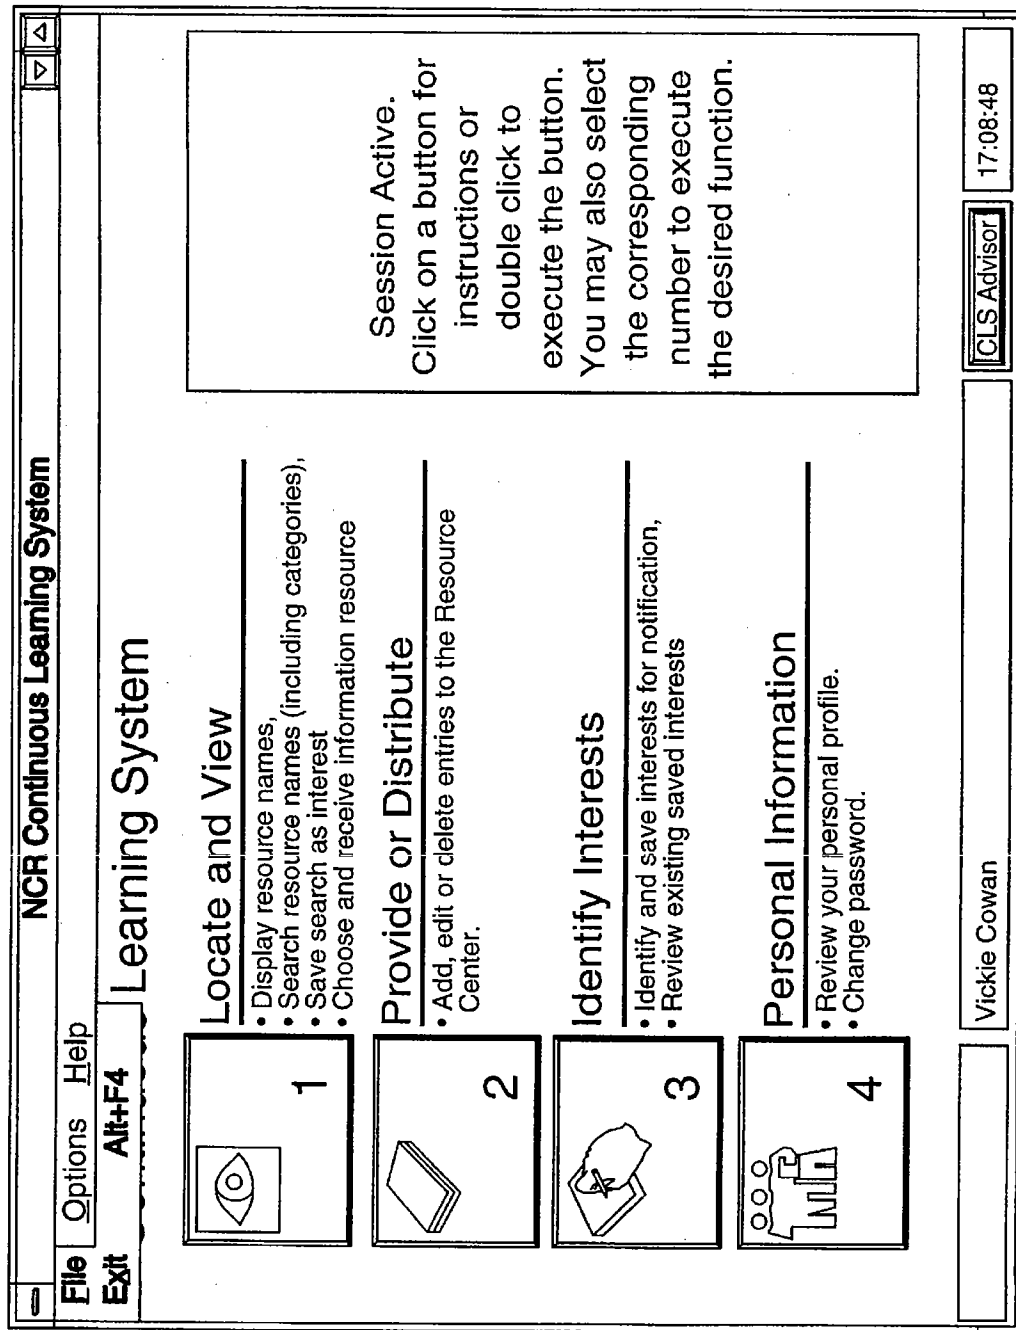 NCR Continuous Learning System
File Options Help
Exit Alt+F4
Learning System
1
Locate and View
• Display resource names,
• Search resource names (including categories),
• Save search as interest
• Choose and receive information resource
2
Provide or Distribute
• Add, edit or delete entries to the Resource
Center.
3
Identify Interests
• Identify and save interests for notification,
• Review existing saved interests
4
Personal Information
• Review your personal profile.
• Change password.
Session Active.
Click on a button for
instructions or
double click to
execute the button.
You may also select
the corresponding
number to execute
the desired function.
Vickie Cowan
CLS Advisor
17:08:48